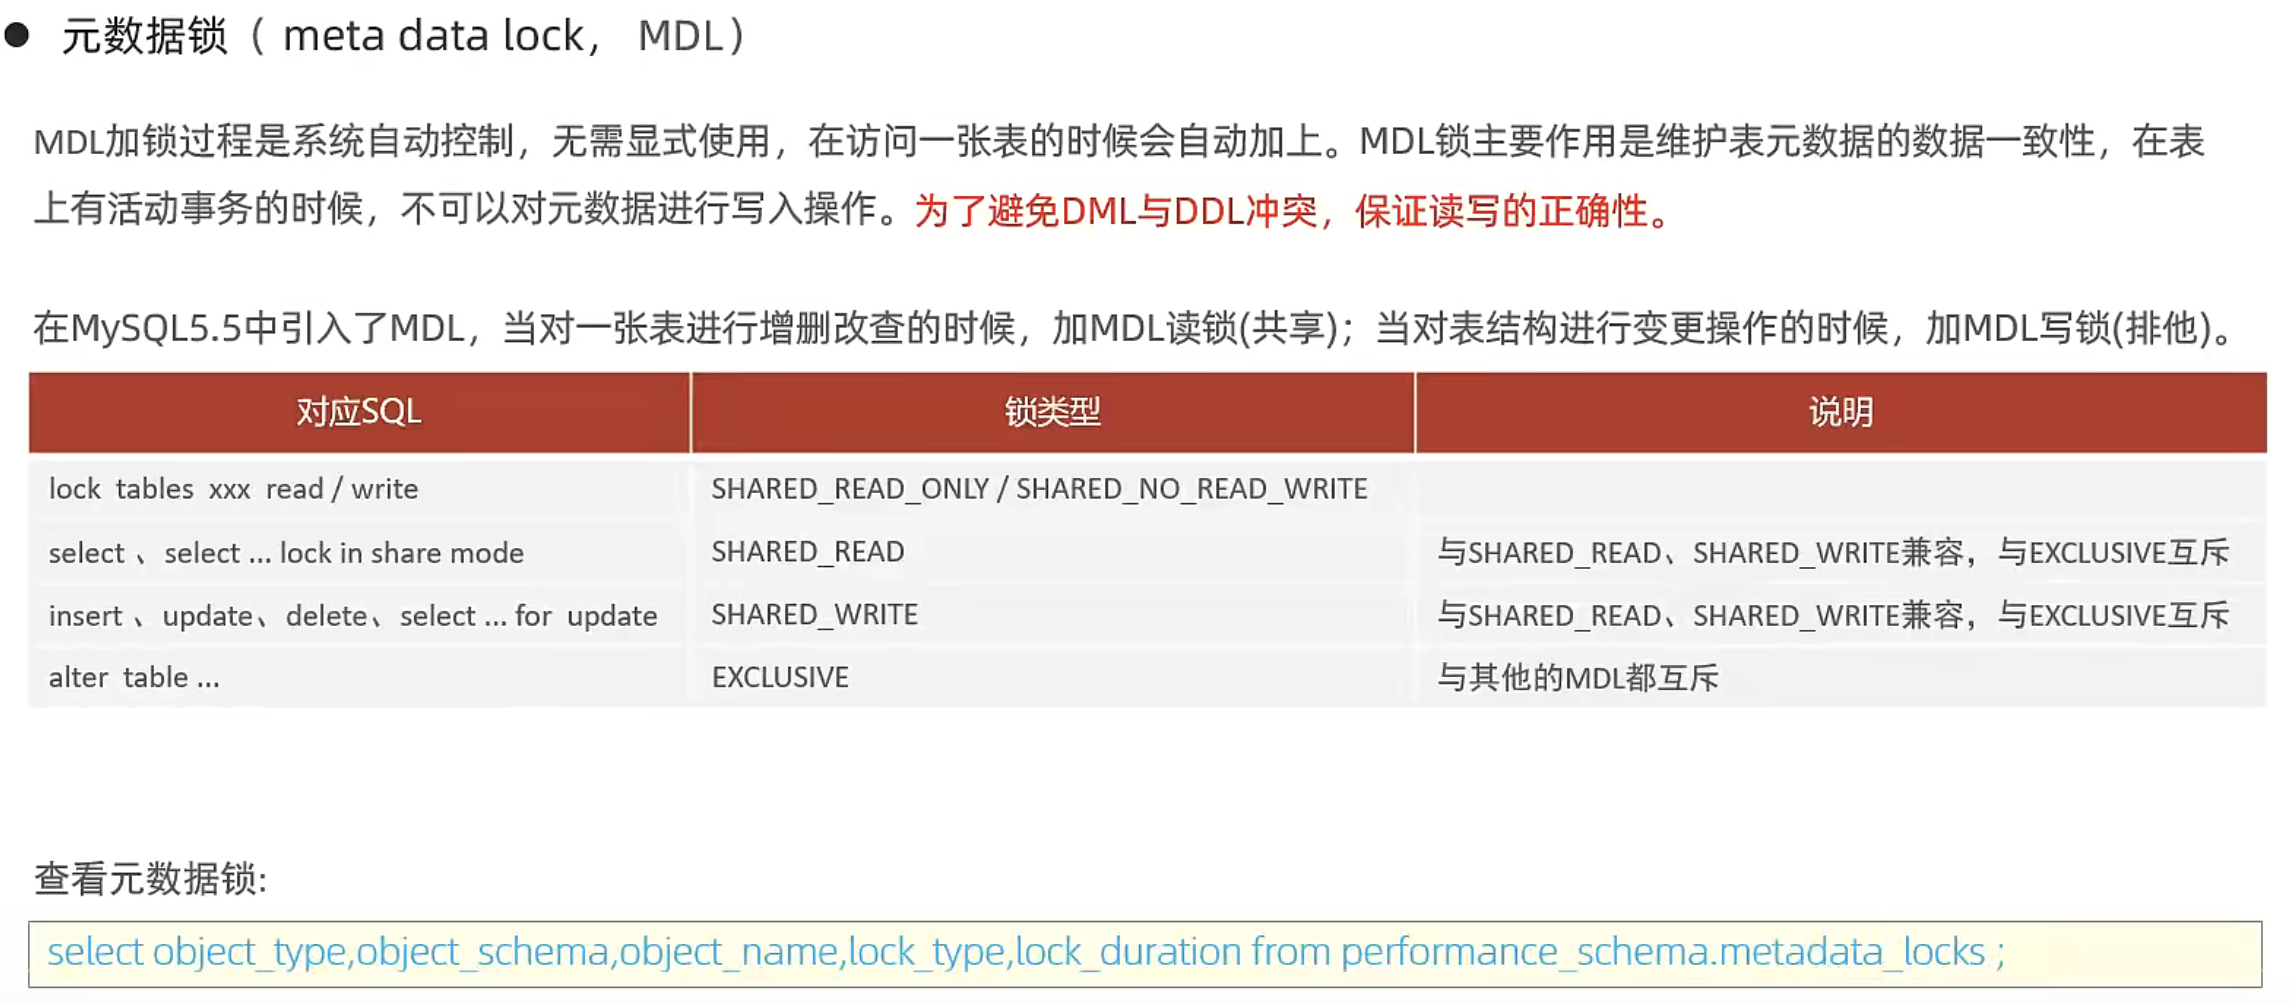 ● 元数据锁（ meta data lock， MDL）
MDL加锁过程是系统自动控制，无需显式使用，在访问一张表的时候会自动加上。MDL锁主要作用是维护表元数据的数据一致性，在表
上有活动事务的时候，不可以对元数据进行写入操作。为了避免DML与DDL冲突，保证读写的正确性。
在MySQL5.5中引入了MDL，当对一张表进行增删改查的时候，加MDL读锁(共享)；当对表结构进行变更操作的时候，加MDL写锁(排他)。
对应SQL 锁类型 说明
lock tables xxx read / write SHARED_READ_ONLY / SHARED_NO_READ_WRITE
select 、select ... lock in share mode SHARED_READ 与SHARED_READ、SHARED_WRITE兼容，与EXCLUSIVE互斥
insert 、update、delete、select ... for update SHARED_WRITE 与SHARED_READ、SHARED_WRITE兼容，与EXCLUSIVE互斥
alter table ... EXCLUSIVE 与其他的MDL都互斥
查看元数据锁:
select object_type,object_schema,object_name,lock_type,lock_duration from performance_schema.metadata_locks ;